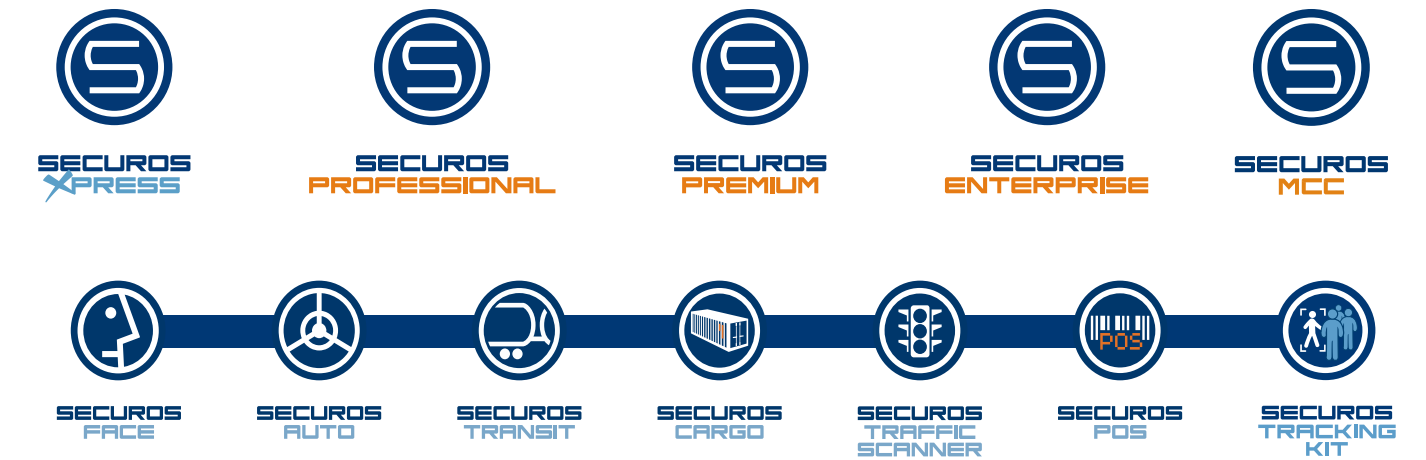 SECUROS
XPRESS
SECUROS
PROFESSIONAL
SECUROS
PREMIUM
SECUROS
ENTERPRISE
SECUROS
MCC
POS
SECUROS
FACE
SECUROS
AUTO
SECUROS
TRANSIT
SECUROS
CARGO
SECUROS
TRAFFIC
SCANNER
SECUROS
POS
SECUROS
TRACKING
KIT